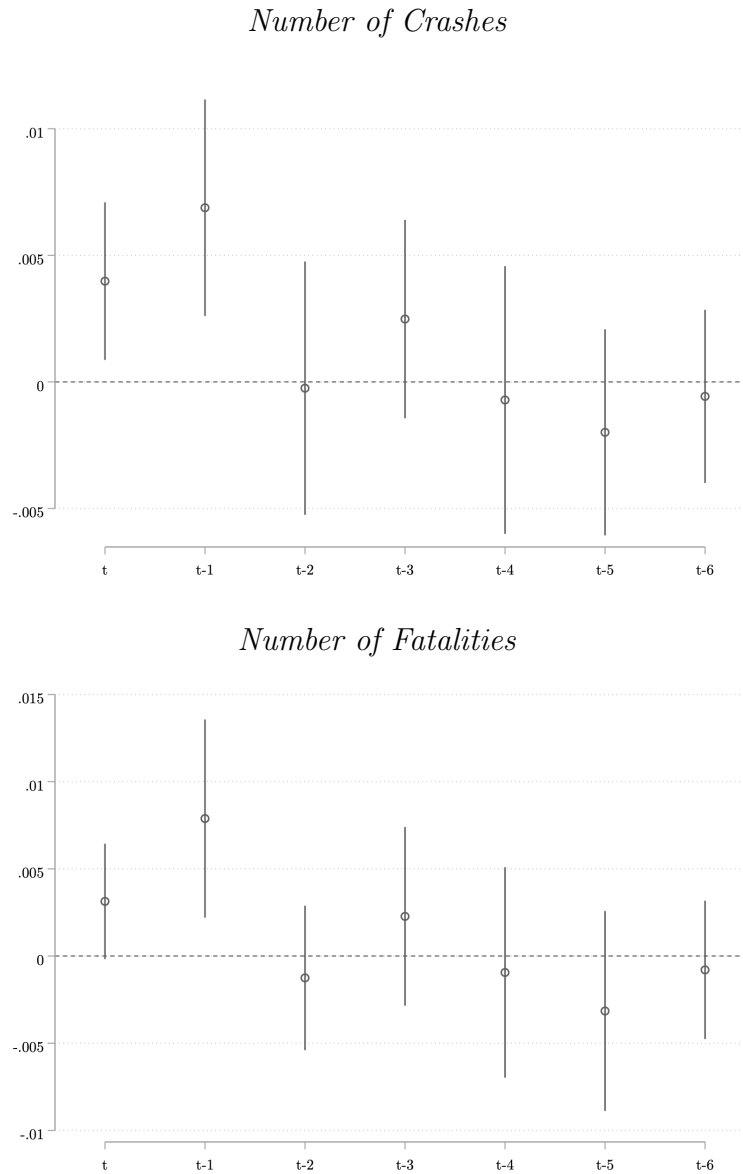 Number of Crashes
.01
.005
0
-.005
t t-1 t-2 t-3 t-4 t-5 t-6
Number of Fatalities
.015
.01
.005
0
-.005
-.01
t t-1 t-2 t-3 t-4 t-5 t-6